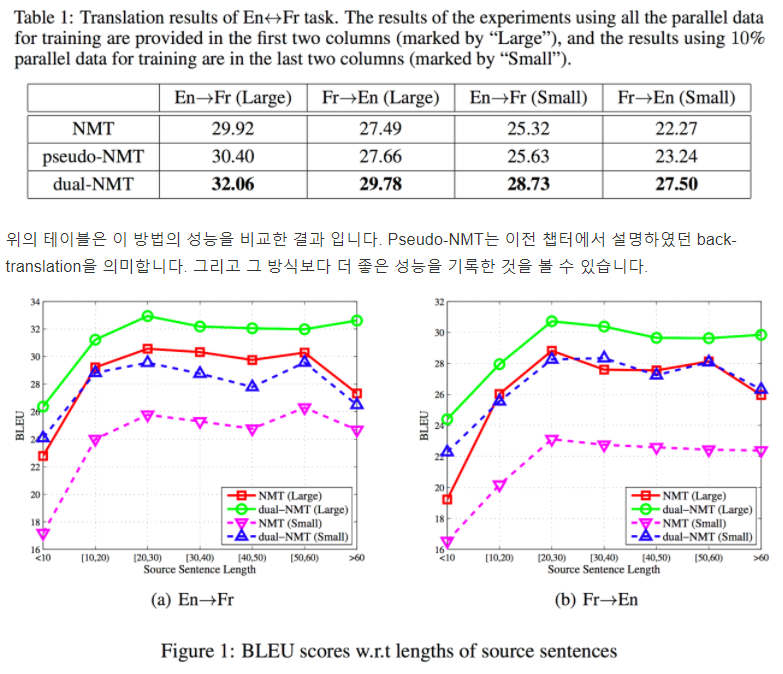 Table 1: Translation results of En↔Fr task. The results of the experiments using all the parallel data
for training are provided in the first two columns (marked by “Large”), and the results using 10%
parallel data for training are in the last two columns (marked by “Small”).
En→Fr (Large) Fr→En (Large) En→Fr (Small) Fr→En (Small)
NMT 29.92 27.49 25.32 22.27
pseudo-NMT 30.40 27.66 25.63 23.24
dual-NMT 32.06 29.78 28.73 27.50
위의 테이블은 이 방법의 성능을 비교한 결과 입니다. Pseudo-NMT는 이전 챕터에서 설명하였던 back-
translation을 의미합니다. 그리고 그 방식보다 더 좋은 성능을 기록한 것을 볼 수 있습니다.
34
32
30
28
26
24
22
20
18
16
BLEU
<10 [10,20) [20,30) [30,40) [40,50) [50,60) >60
Source Sentence Length
NMT (Large)
dual–NMT (Large)
NMT (Small)
dual–NMT (Small)
(a) En→Fr
32
30
28
26
24
22
20
18
16
BLEU
<10 [10,20) [20,30) [30,40) [40,50) [50,60) >60
Source Sentence Length
NMT (Large)
dual–NMT (Large)
NMT (Small)
dual–NMT (Small)
(b) Fr→En
Figure 1: BLEU scores w.r.t lengths of source sentences